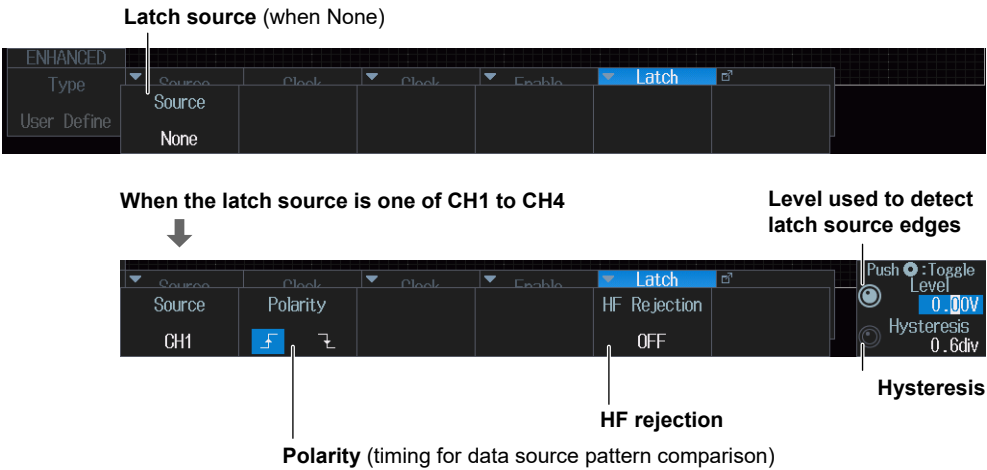 Latch source (when None)
ENHANCED
Type
User Define
Source Clock Clock Enable Latch
Source
None
When the latch source is one of CH1 to CH4
Level used to detect
latch source edges
Source Clock Clock Enable Latch
Source Polarity HF Rejection
CH1 OFF
Push :Toggle
Level
0.00V
Hysteresis
0.6div
Hysteresis
HF rejection
Polarity (timing for data source pattern comparison)